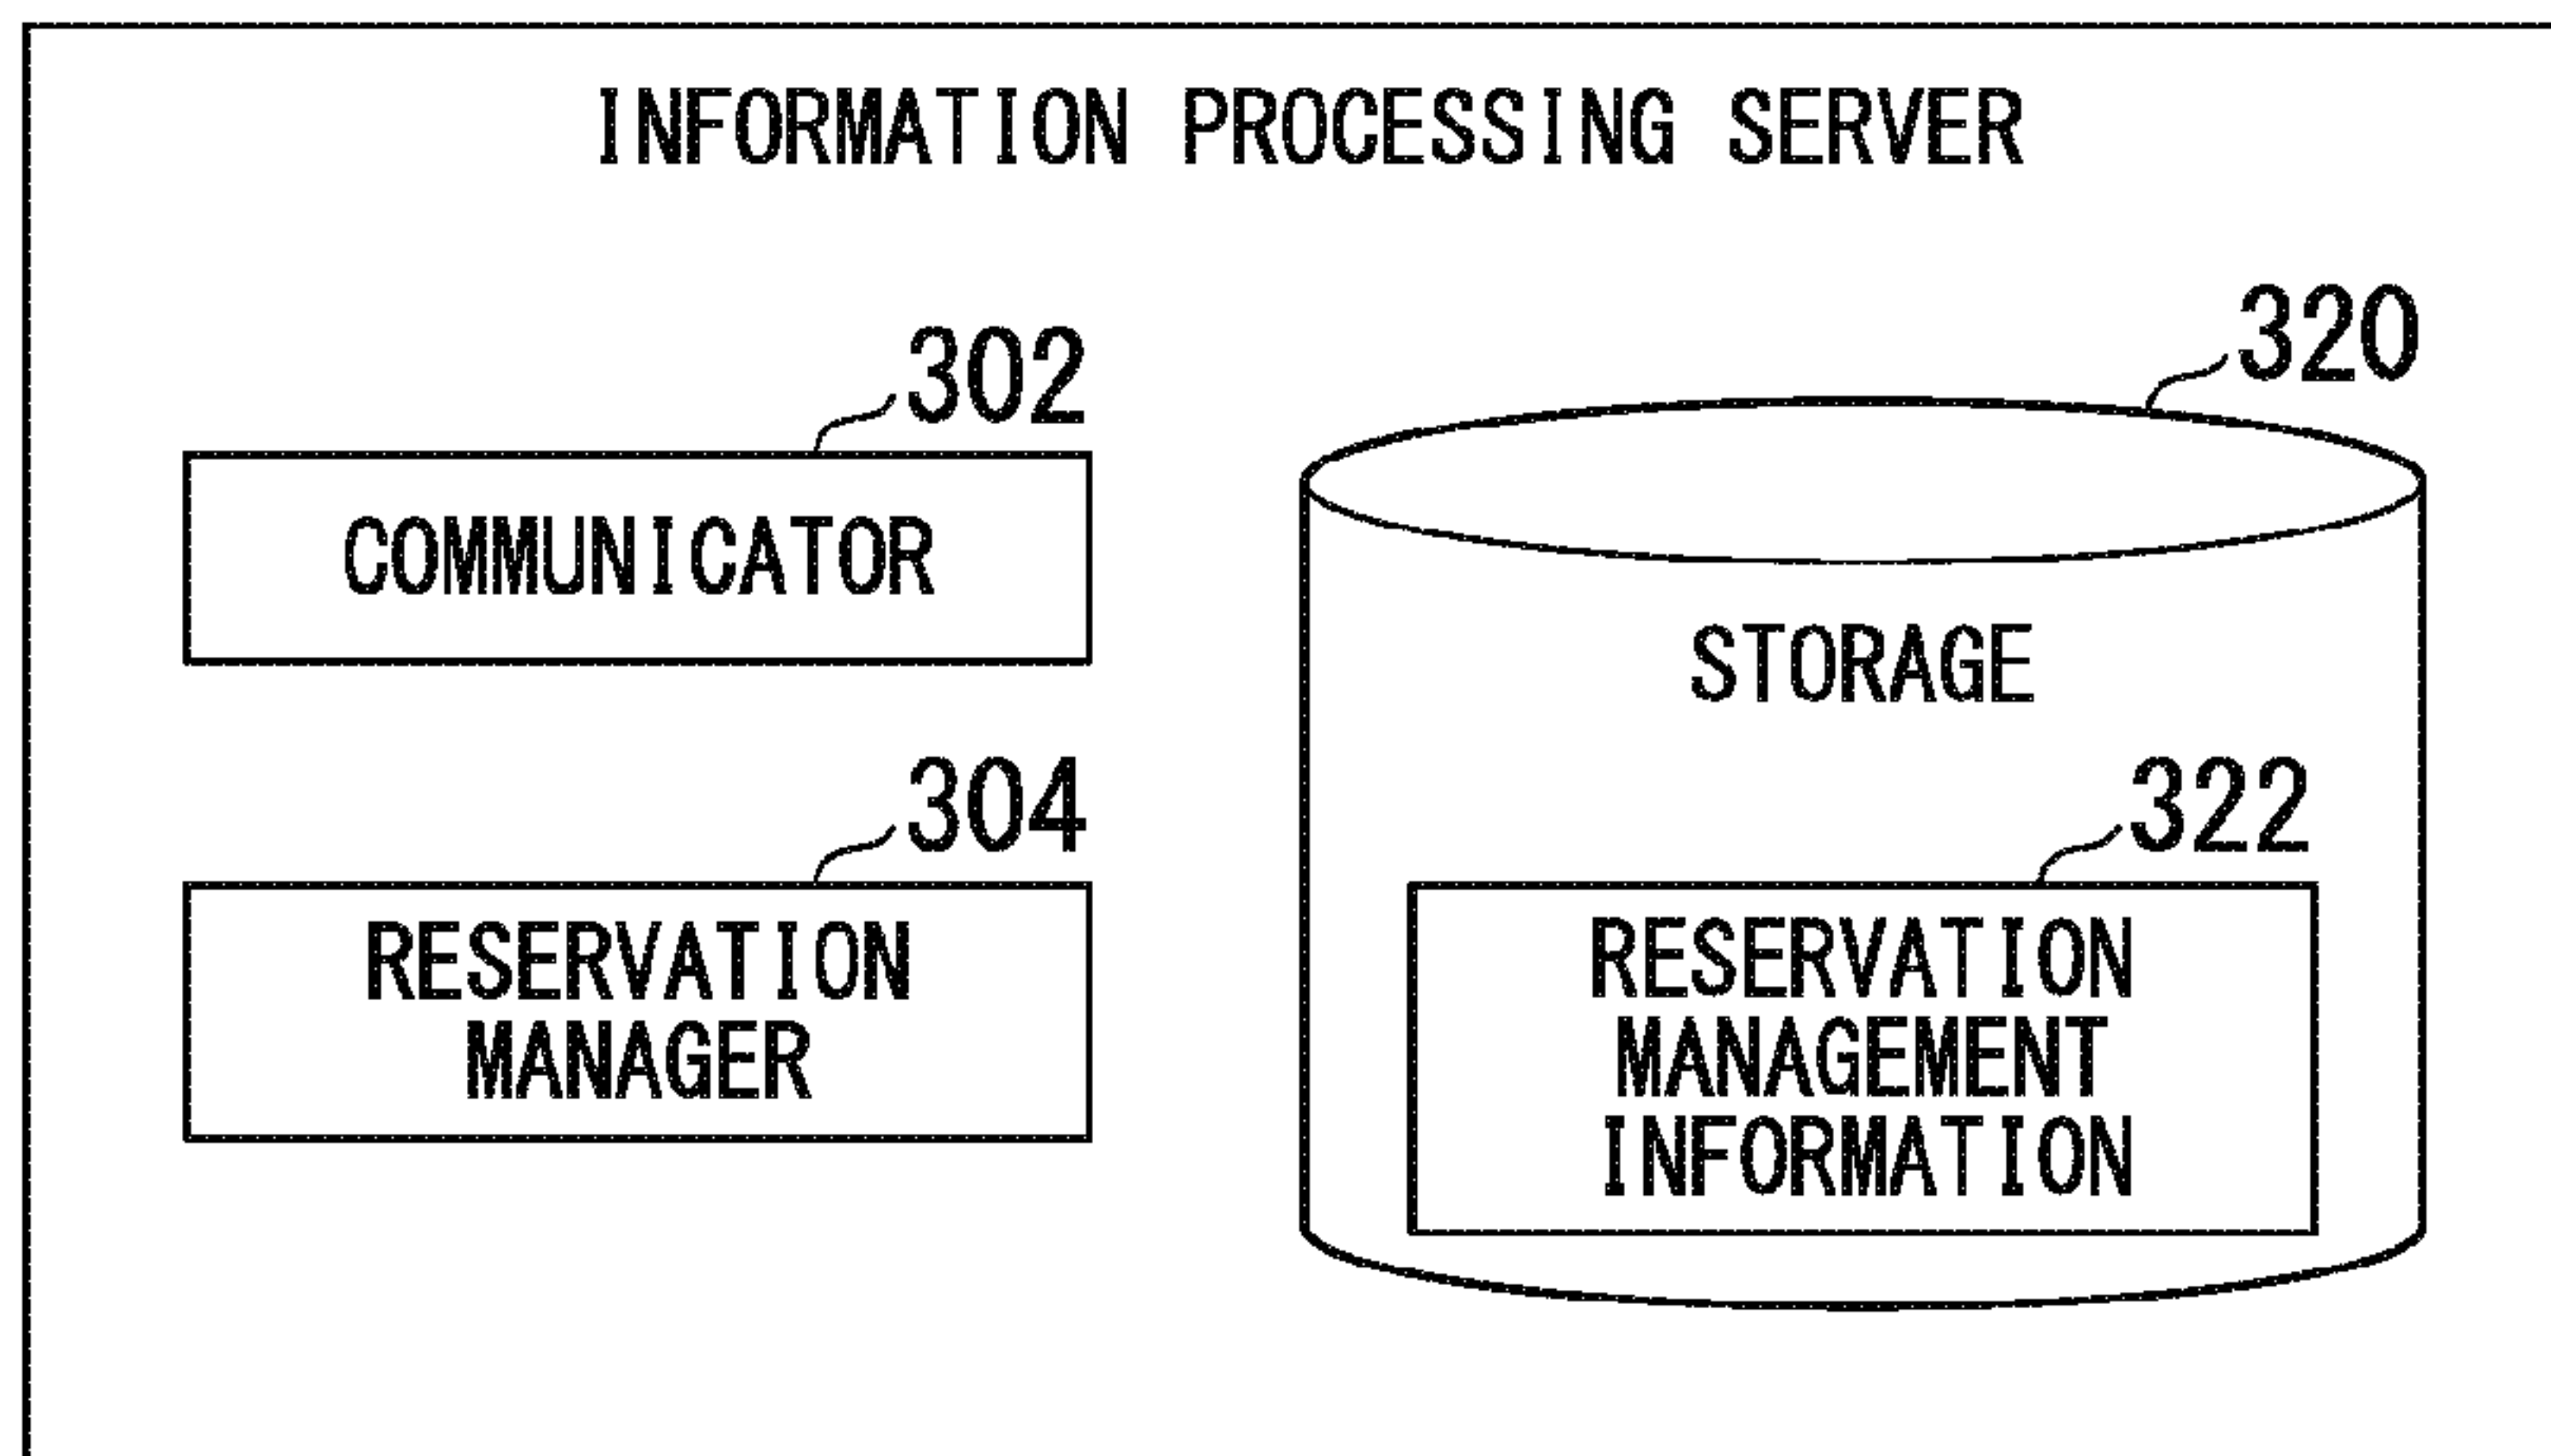 INFORMATION PROCESSING SERVER
302
COMMUNICATOR
304
RESERVATION
MANAGER
320
STORAGE
322
RESERVATION
MANAGEMENT
INFORMATION